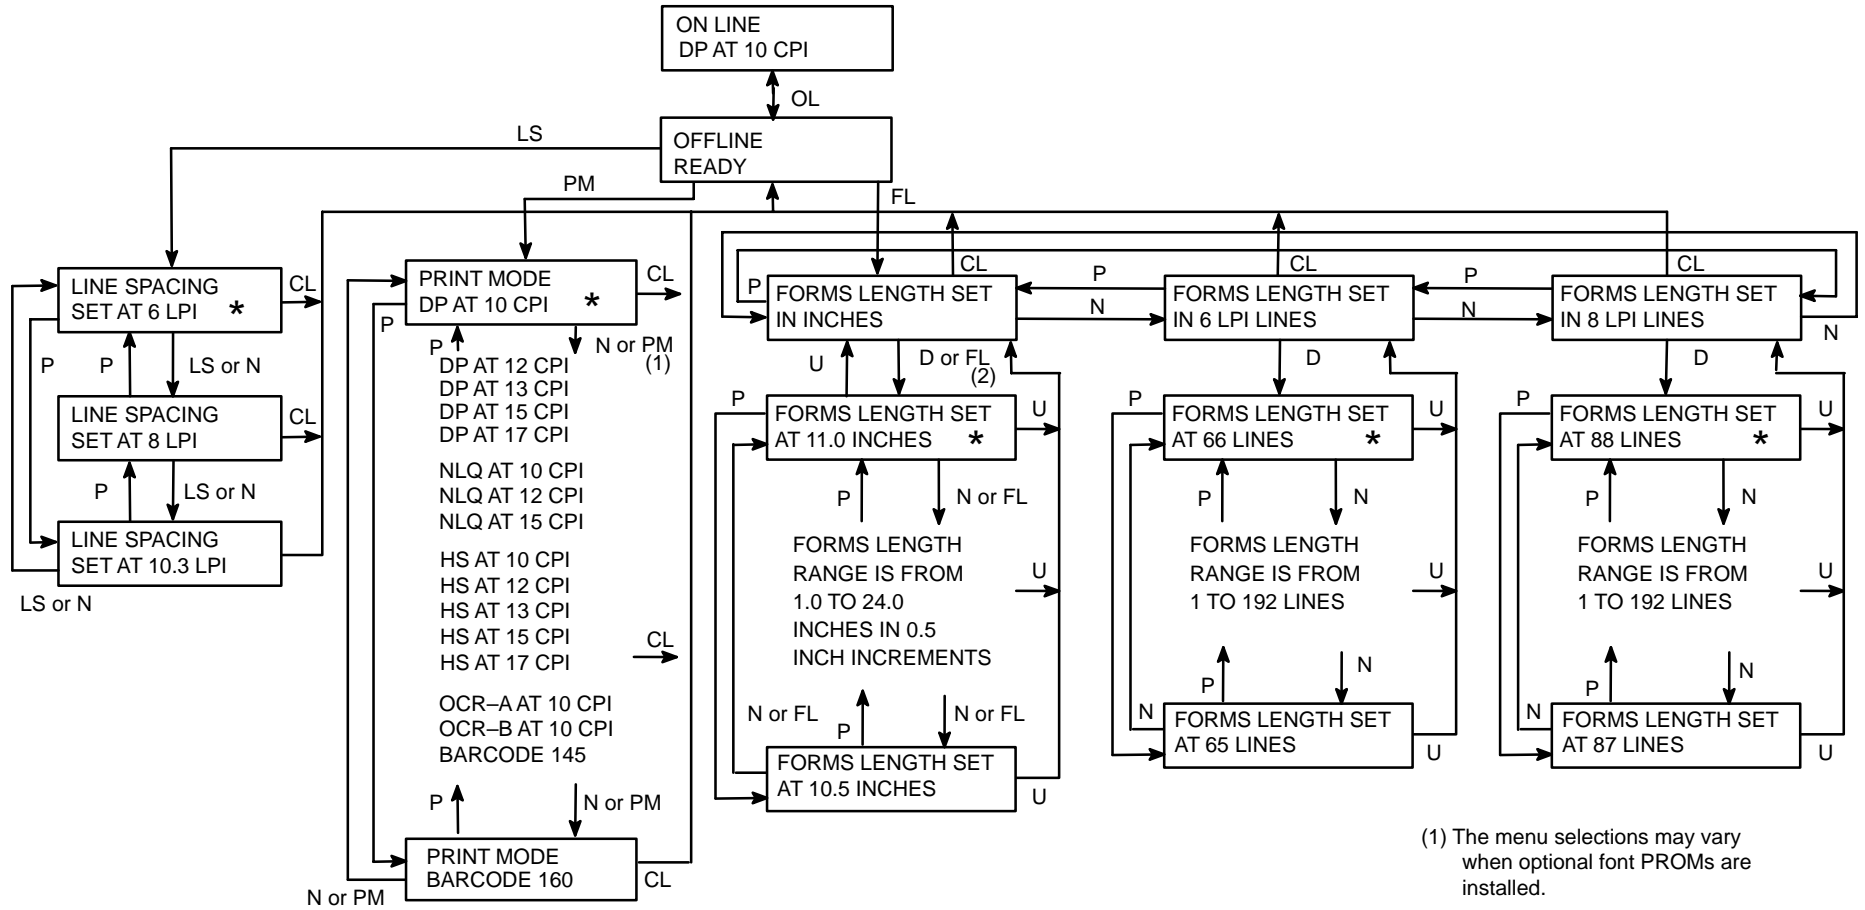 ON LINE
DP AT 10 CPI
OL
OFFLINE
READY
LS
PM
FL
LINE SPACING
SET AT 6 LPI *
CL
P
P
LS or N
LINE SPACING
SET AT 8 LPI
CL
P
LS or N
LINE SPACING
SET AT 10.3 LPI
LS or N
PRINT MODE
DP AT 10 CPI *
CL
P
P
N or PM
(1)
DP AT 12 CPI
DP AT 13 CPI
DP AT 15 CPI
DP AT 17 CPI
NLQ AT 10 CPI
NLQ AT 12 CPI
NLQ AT 15 CPI
HS AT 10 CPI
HS AT 12 CPI
HS AT 13 CPI
HS AT 15 CPI
HS AT 17 CPI
CL
OCR–A AT 10 CPI
OCR–B AT 10 CPI
BARCODE 145
P
N or PM
PRINT MODE
BARCODE 160
CL
N or PM
P
CL
FORMS LENGTH SET
IN INCHES
P
N
U
D or FL
(2)
P
FORMS LENGTH SET
AT 11.0 INCHES *
U
P
N or FL
FORMS LENGTH
RANGE IS FROM
1.0 TO 24.0
INCHES IN 0.5
INCH INCREMENTS
U
N or FL
P
N or FL
FORMS LENGTH SET
AT 10.5 INCHES
U
CL
FORMS LENGTH SET
IN 6 LPI LINES
P
N
D
P
FORMS LENGTH SET
AT 66 LINES *
U
P
N
FORMS LENGTH
RANGE IS FROM
1 TO 192 LINES
U
P
N
N
FORMS LENGTH SET
AT 65 LINES
U
CL
FORMS LENGTH SET
IN 8 LPI LINES
N
D
P
FORMS LENGTH SET
AT 88 LINES *
U
P
N
FORMS LENGTH
RANGE IS FROM
1 TO 192 LINES
U
P
N
N
FORMS LENGTH SET
AT 87 LINES
U
(1) The menu selections may vary
when optional font PROMs are
installed.